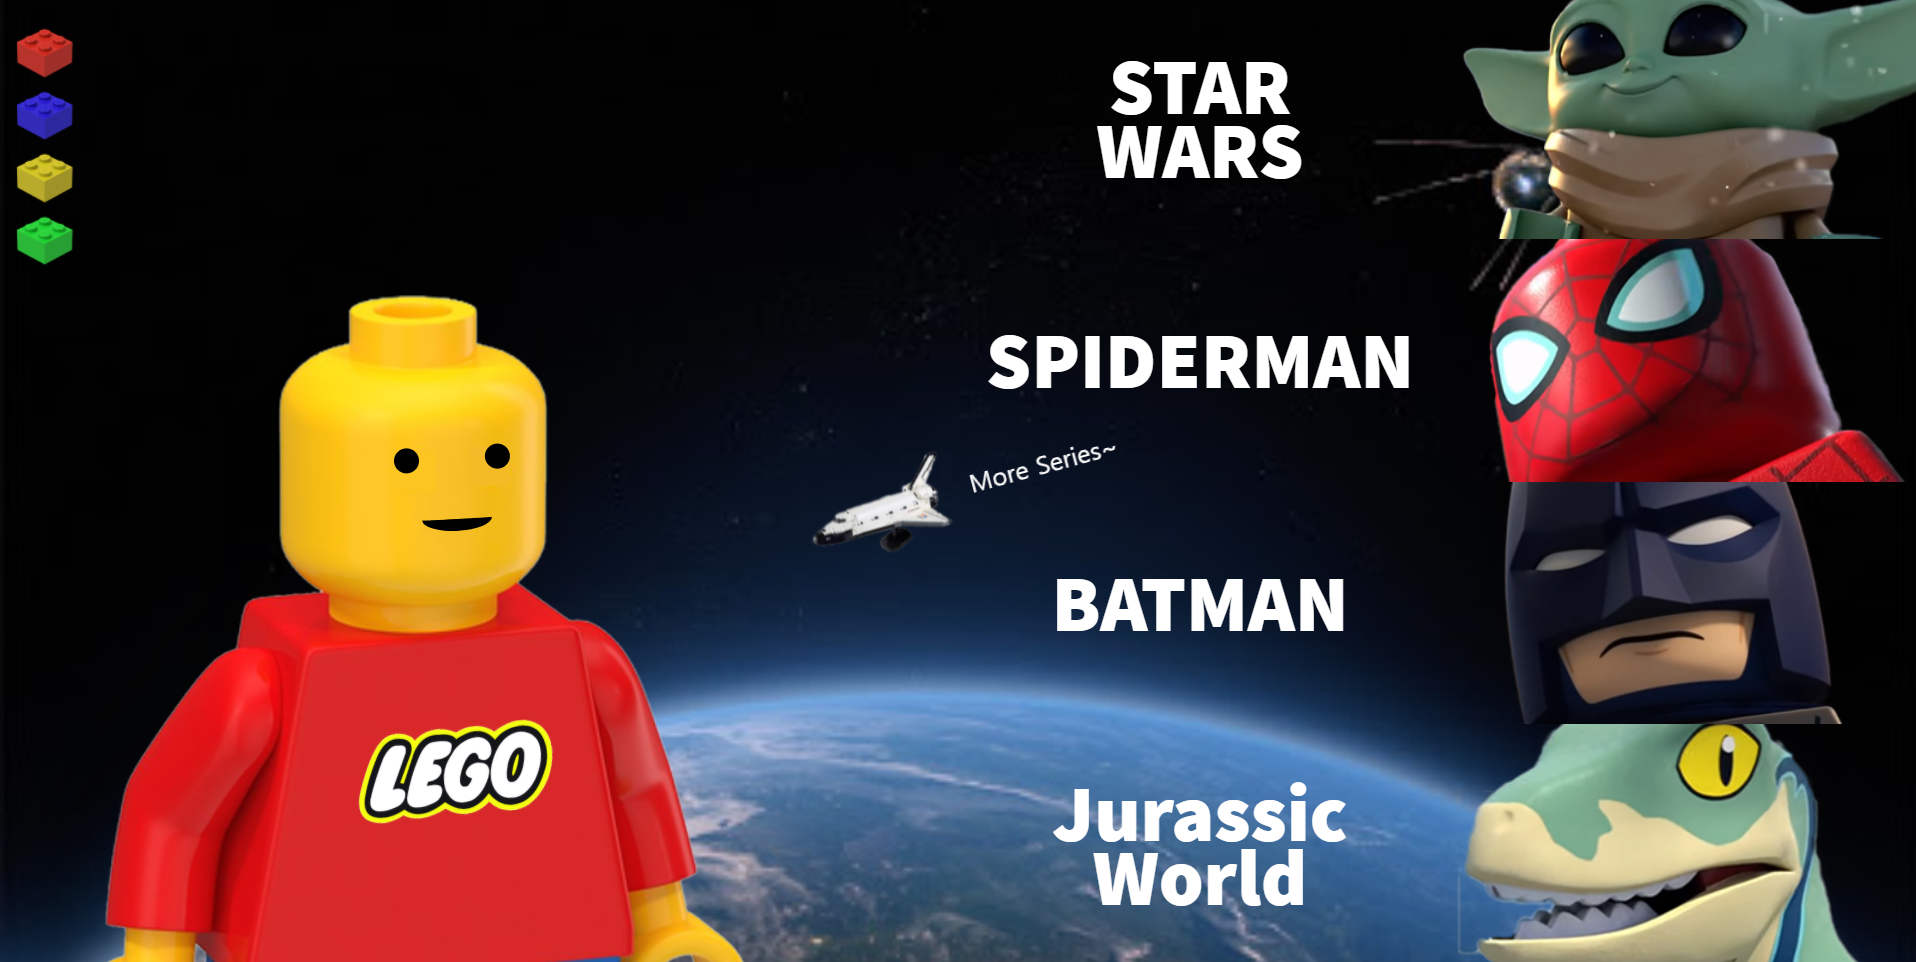 STAR
WARS
SPIDERMAN
More Series~
BATMAN
LEGO
Jurassic
World